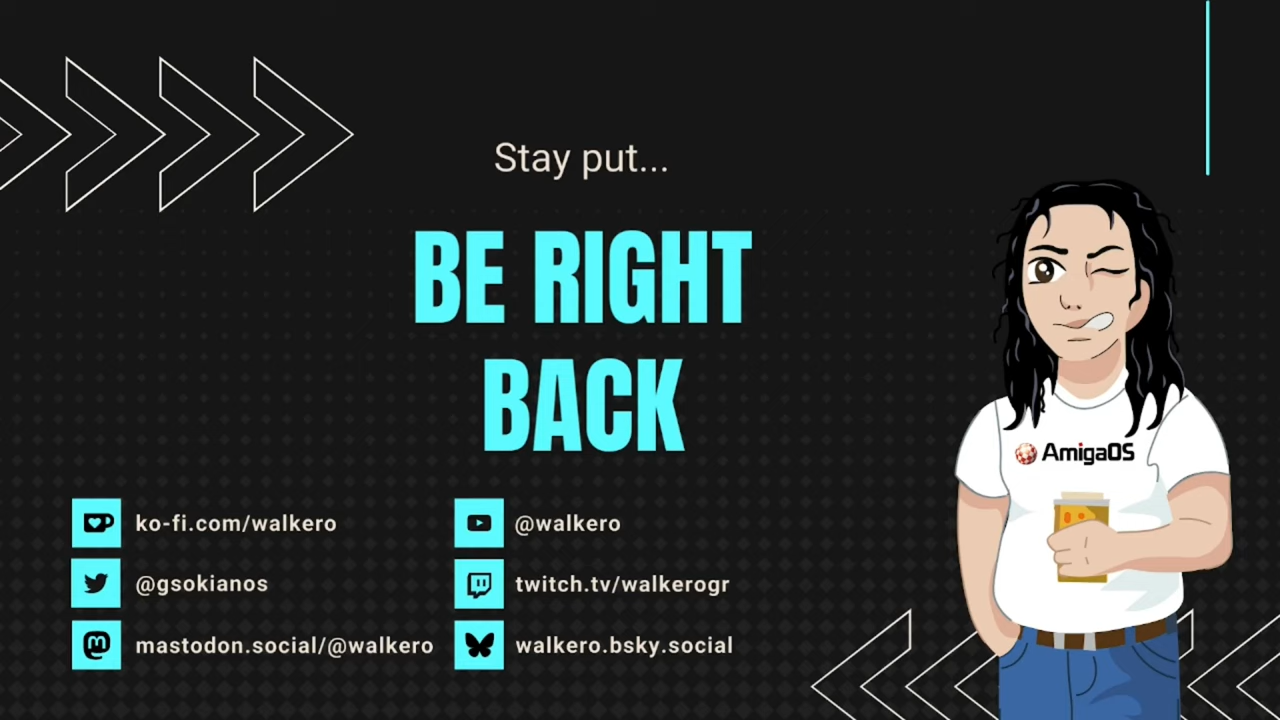 Stay put...
BE RIGHT
BACK
AmigaOS
ko-fi.com/walkero
@walkero
@gsokianos
twitch.tv/walkerogr
mastodon.social/@walkero
walkero.bsky.social